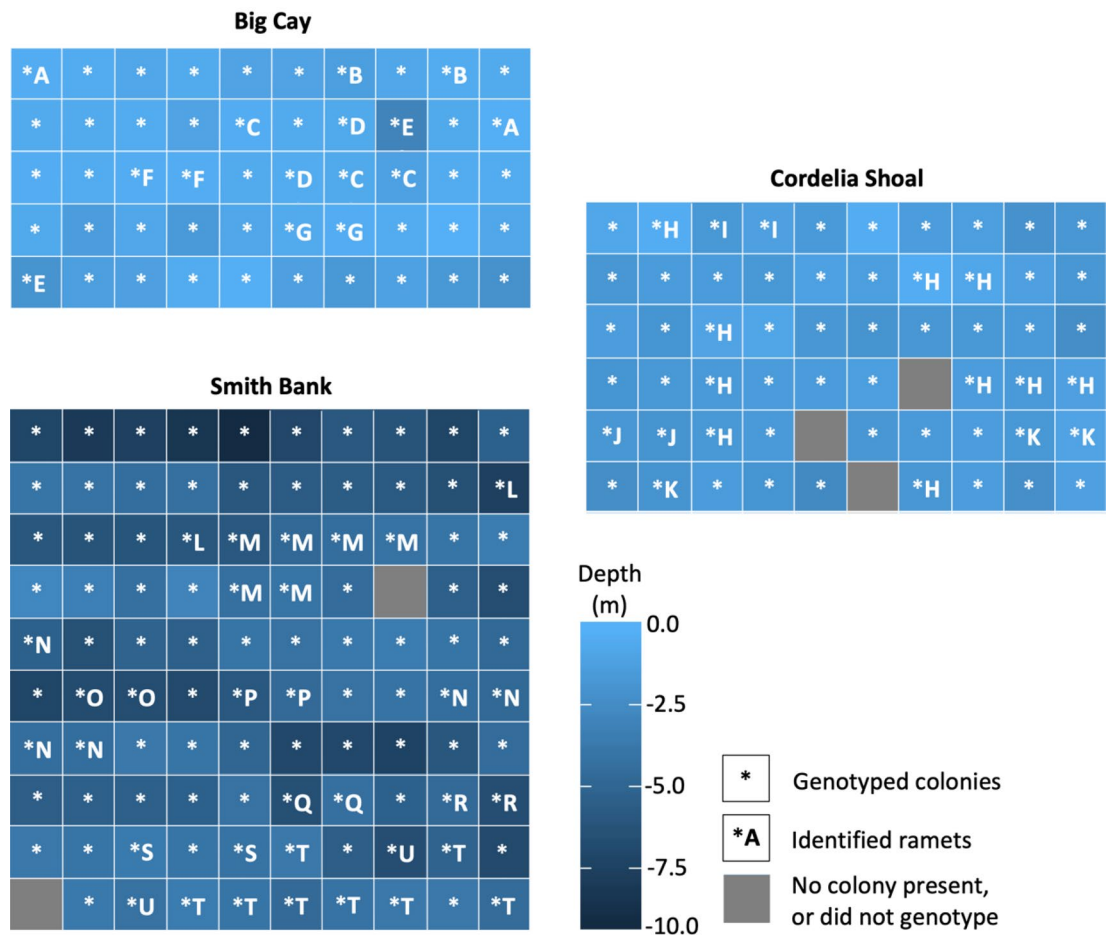 Big Cay
*A * * * * * *B * *B *
* * * * *C * *D *E * *A
* * *F *F * *D *C *C * *
* * * * * *G *G * * *
*E * * * * * * * * *
Cordelia Shoal
* *H *I *I * * * * * *
* * * * * * *H *H * *
* * *H * * * * * * *
* * *H * * * *H *H *H
*J *J *H * * * * *K *K
* *K * * * *H * * *
Smith Bank
* * * * * * * * * *
* * * * * * * * * *L
* * * *L *M *M *M *M * *
* * * * *M *M * * *
*N * * * * * * * * *
* *O *O * *P *P * * *N *N
*N *N * * * * * * * *
* * * * * *Q *Q * *R *R
* * *S * *S *T * *U *T *
* *U *T *T *T *T *T * *T
Depth
(m)
0.0
-2.5
-5.0
-7.5
-10.0
* Genotyped colonies
*A Identified ramets
No colony present,
or did not genotype